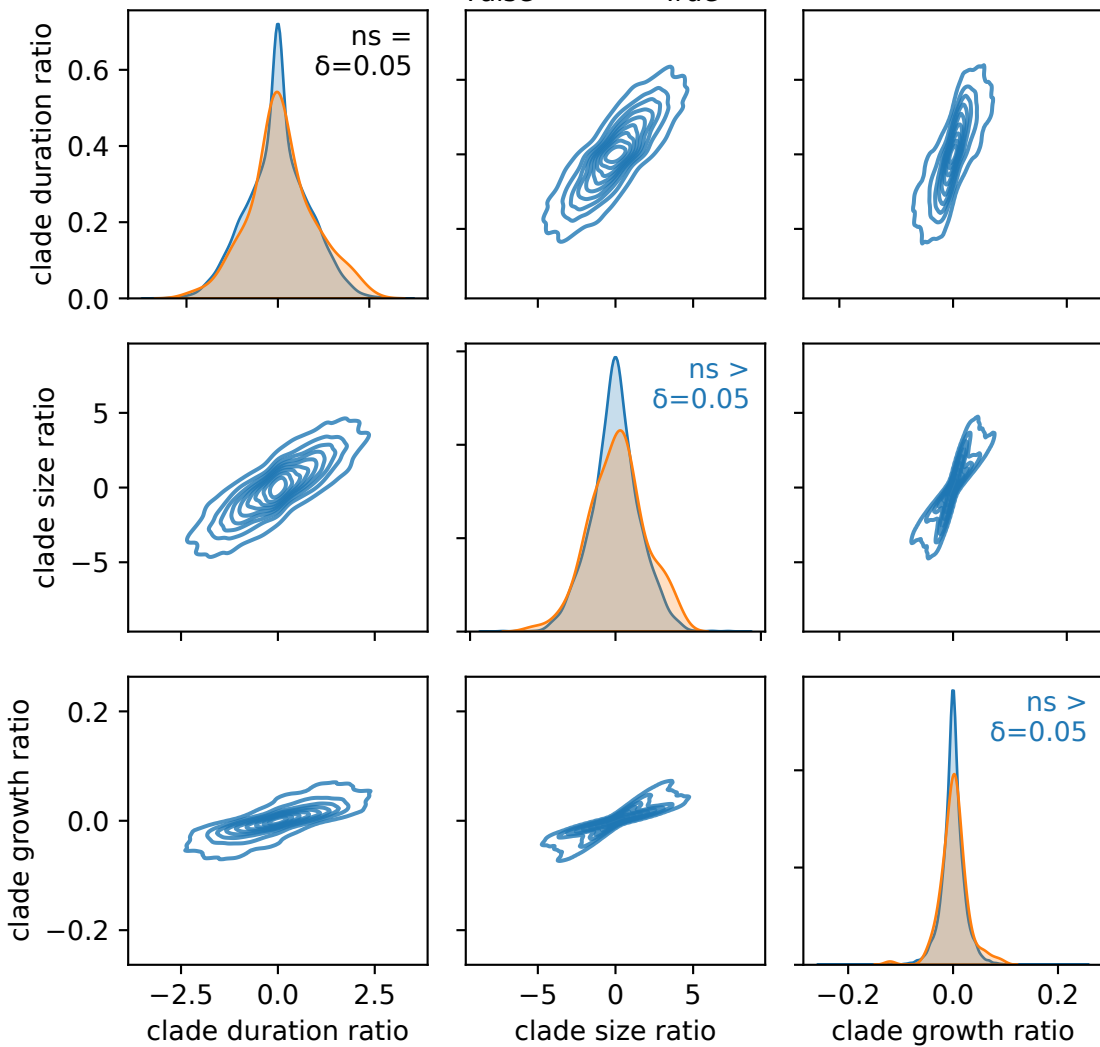 clade duration ratio
0.6
0.4
0.2
0.0
ns =
δ=0.05
clade size ratio
5
0
−5
ns >
δ=0.05
clade growth ratio
0.2
0.0
−0.2
ns >
δ=0.05
−2.5 0.0 2.5
−5 0 5
−0.2 0.0 0.2
clade duration ratio
clade size ratio
clade growth ratio